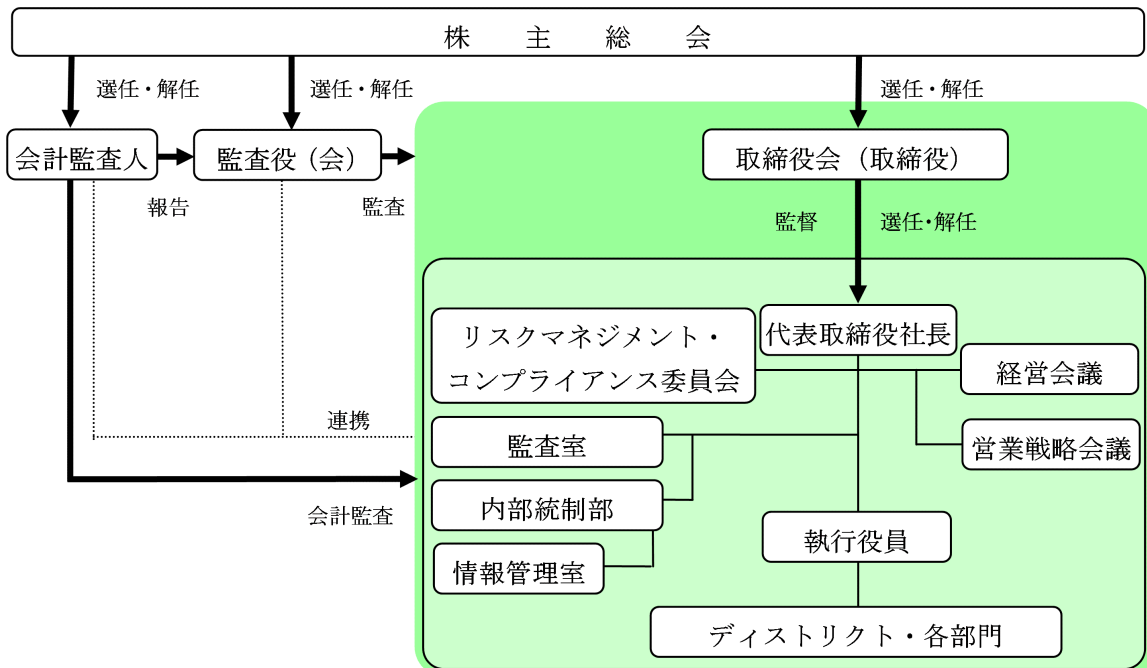 株主総会
選任・解任
選任・解任
選任・解任
会計監査人
監査役（会）
取締役会（取締役）
報告
監査
監督
選任・解任
リスクマネジメント・
コンプライアンス委員会
代表取締役社長
経営会議
連携
監査室
営業戦略会議
内部統制部
会計監査
執行役員
情報管理室
ディストリクト・各部門